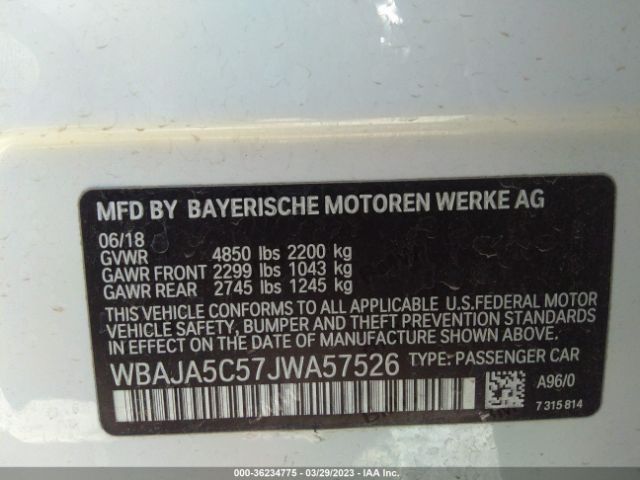 MFD BY BAYERISCHE MOTOREN WERKE AG
06/18
GVWR 4850 lbs 2200 kg
GAWR FRONT 2299 lbs 1043 kg
GAWR REAR 2745 lbs 1245 kg
THIS VEHICLE CONFORMS TO ALL APPLICABLE U.S.FEDERAL MOTOR
VEHICLE SAFETY, BUMPER AND THEFT PREVENTION STANDARDS
IN EFFECT ON THE DATE OF MANUFACTURE SHOWN ABOVE.
WBAJA5C57JWA57526 TYPE:PASSENGER CAR
A96/0
7 315 814
000-36234775 — 03/29/2023 — IAA Inc.